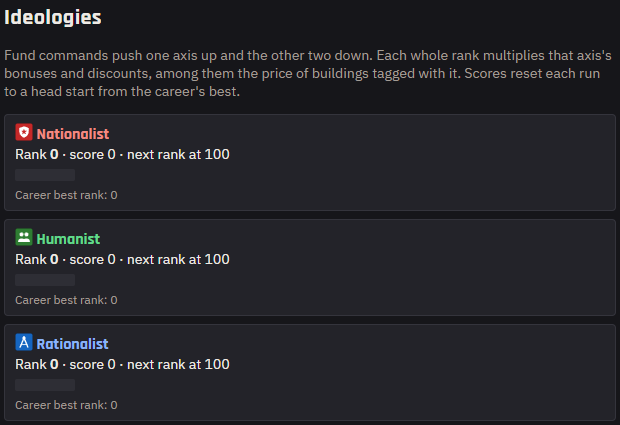 Ideologies
Fund commands push one axis up and the other two down. Each whole rank multiplies that axis's
bonuses and discounts, among them the price of buildings tagged with it. Scores reset each run
to a head start from the career's best.
Nationalist
Rank 0 · score 0 · next rank at 100
Career best rank: 0
Humanist
Rank 0 · score 0 · next rank at 100
Career best rank: 0
Rationalist
Rank 0 · score 0 · next rank at 100
Career best rank: 0